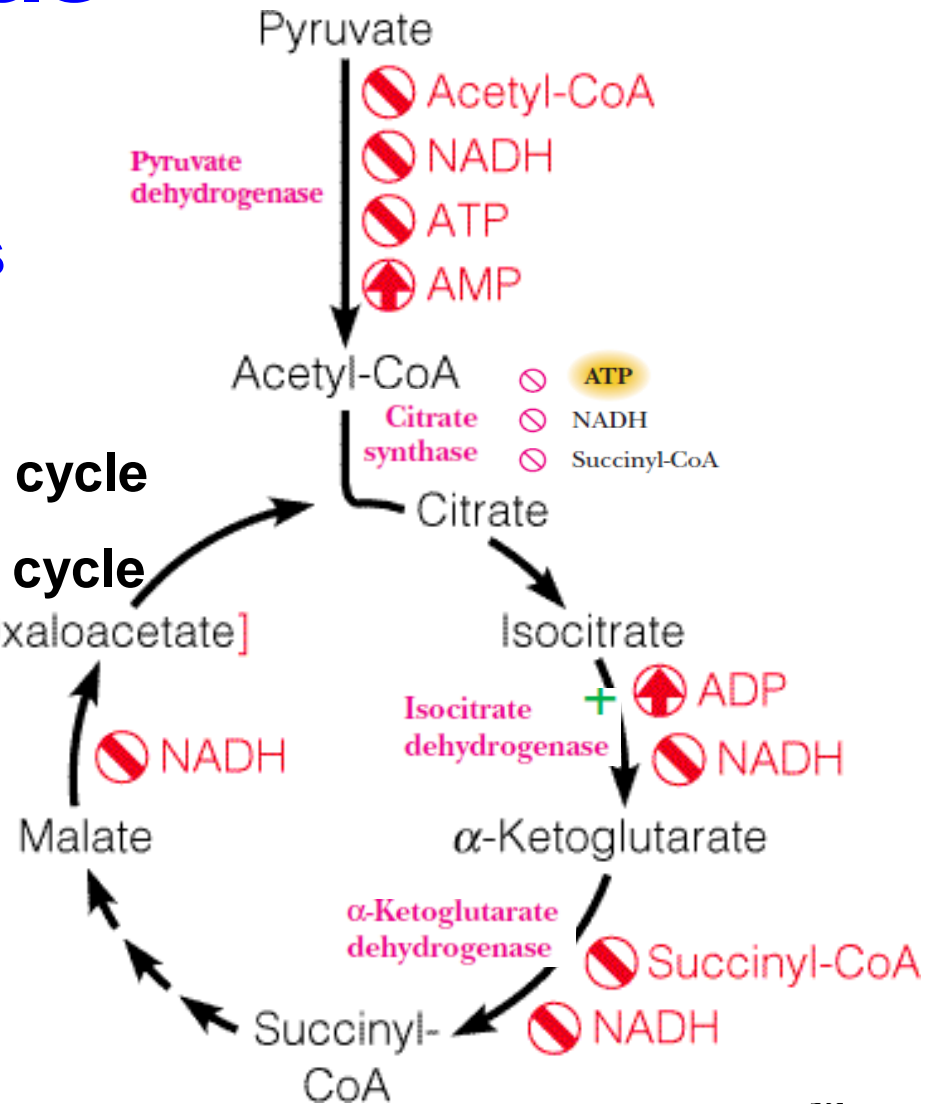 Pyruvate
Acetyl-CoA
Pyruvate
dehydrogenase
NADH
ATP
s
AMP
Acetyl-CoA
ATP
Citrate
synthase
NADH
Succinyl-CoA
cycle
Citrate
cycle
xaloacetate]
Isocitrate
+
ADP
Isocitrate
dehydrogenase
NADH
NADH
Malate
α-Ketoglutarate
α-Ketoglutarate
dehydrogenase
Succinyl-CoA
NADH
Succinyl-
CoA